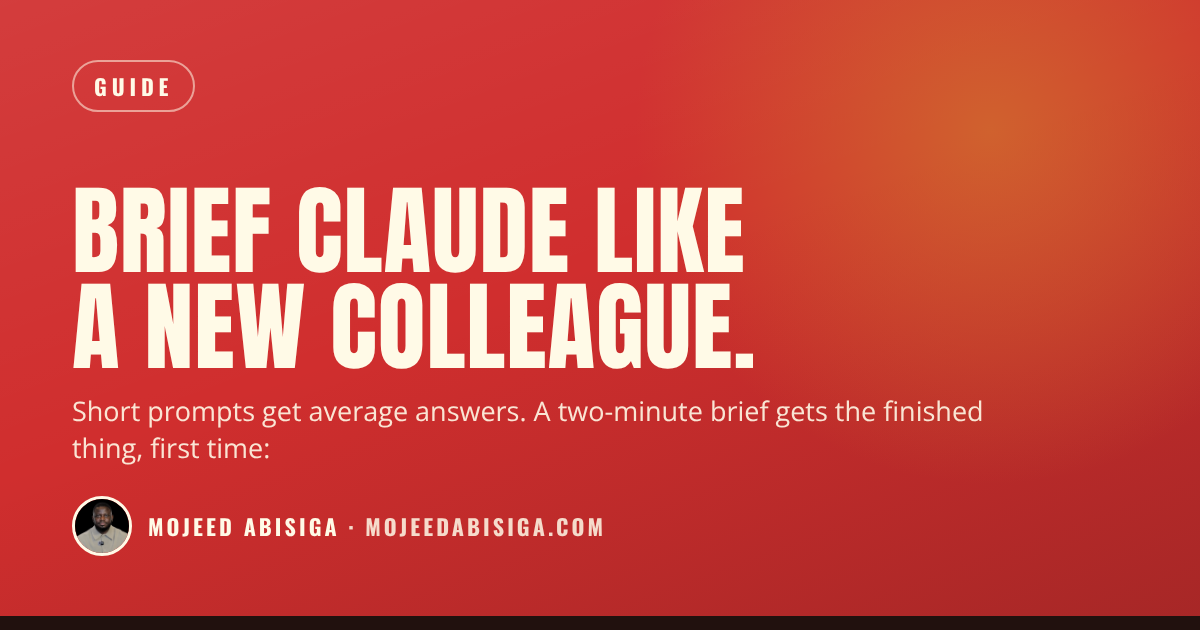 GUIDE
BRIEF CLAUDE LIKE
A NEW COLLEAGUE.
Short prompts get average answers. A two-minute brief gets the finished
thing, first time:
MOJEED ABISIGA · MOJEEDABISIGA.COM